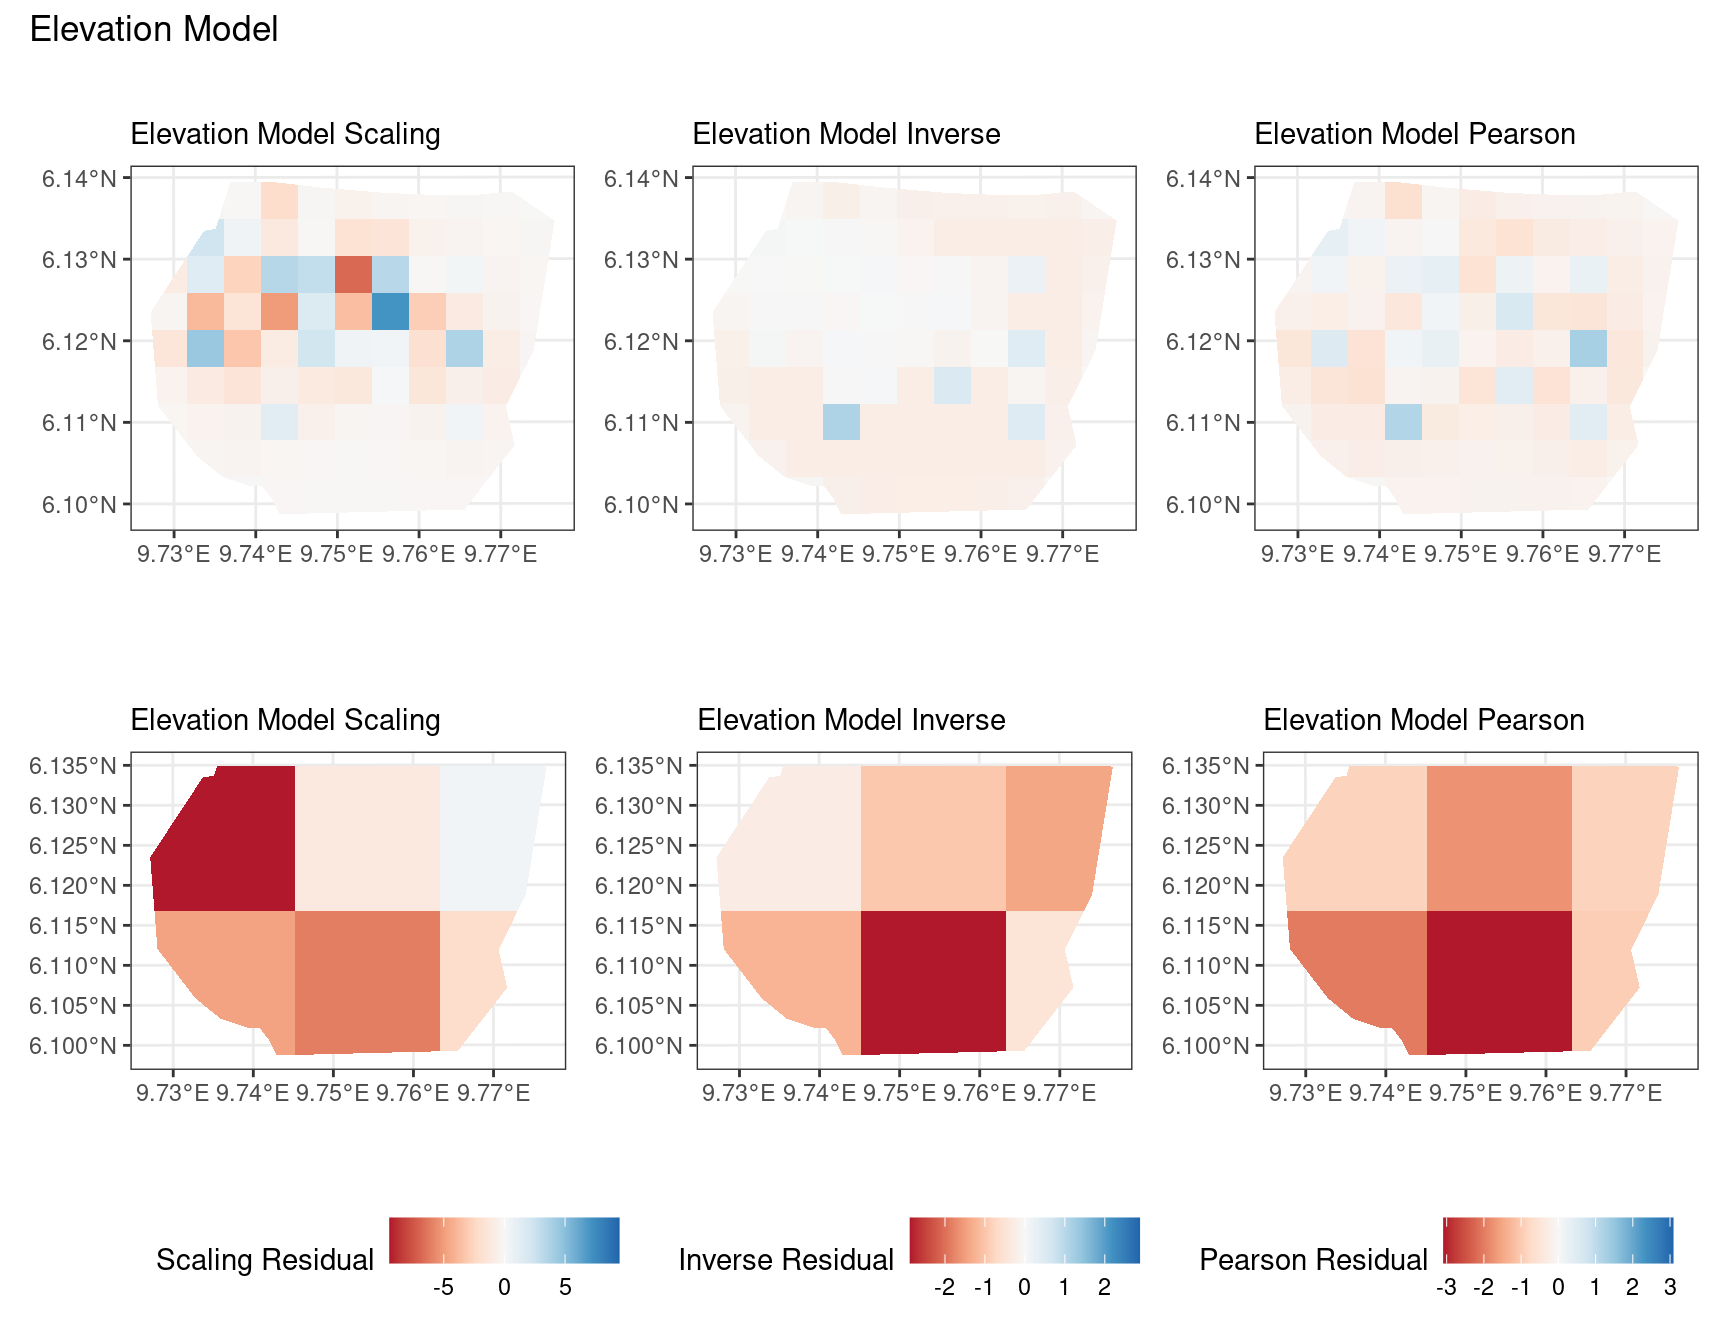 Elevation Model
Elevation Model Scaling
Elevation Model Inverse
Elevation Model Pearson
6.14°N
6.13°N
6.12°N
6.11°N
6.10°N
9.73°E 9.74°E 9.75°E 9.76°E 9.77°E
6.14°N
6.13°N
6.12°N
6.11°N
6.10°N
9.73°E 9.74°E 9.75°E 9.76°E 9.77°E
6.14°N
6.13°N
6.12°N
6.11°N
6.10°N
9.73°E 9.74°E 9.75°E 9.76°E 9.77°E
Elevation Model Scaling
Elevation Model Inverse
Elevation Model Pearson
6.135°N
6.130°N
6.125°N
6.120°N
6.115°N
6.110°N
6.105°N
6.100°N
9.73°E 9.74°E 9.75°E 9.76°E 9.77°E
6.135°N
6.130°N
6.125°N
6.120°N
6.115°N
6.110°N
6.105°N
6.100°N
9.73°E 9.74°E 9.75°E 9.76°E 9.77°E
6.135°N
6.130°N
6.125°N
6.120°N
6.115°N
6.110°N
6.105°N
6.100°N
9.73°E 9.74°E 9.75°E 9.76°E 9.77°E
Scaling Residual
-5 0 5
Inverse Residual
-2 -1 0 1 2
Pearson Residual
-3 -2 -1 0 1 2 3